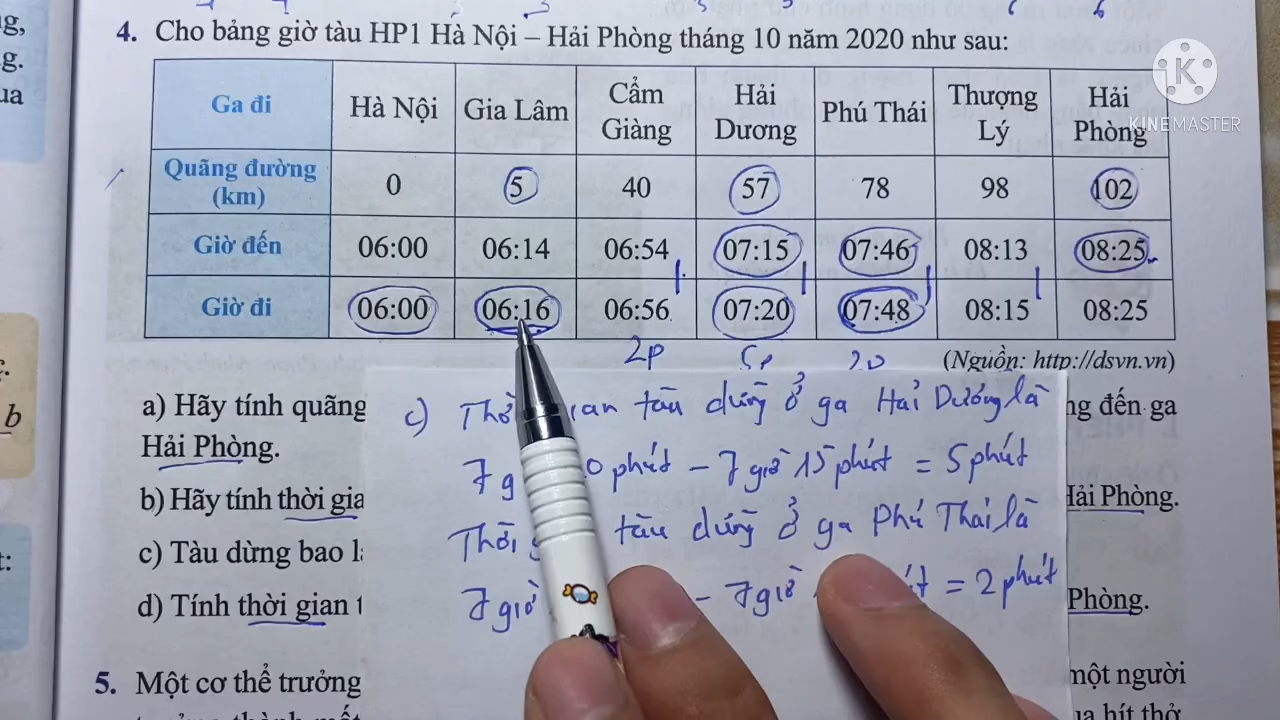 g,
g.
ua
4. Cho bảng giờ tàu HP1 Hà Nội – Hải Phòng tháng 10 năm 2020 như sau:
KINEMASTER
Ga đi Hà Nội Gia Lâm Cẩm Giàng Hải Dương Phú Thái Thượng Lý Hải Phòng
Quãng đường (km) 0 5 40 57 78 98 102
Giờ đến 06:00 06:14 06:54 07:15 07:46 08:13 08:25
Giờ đi 06:00 06:16 06:56 07:20 07:48 08:15 08:25
2p 5p
(Nguồn: http://dsvn.vn)
a) Hãy tính quãng
ng đến ga
Hải Phòng.
b) Hãy tính thời gia
Hải Phòng.
c) Tàu dừng bao l
d) Tính thời gian t
Phòng.
c) tàu dừng ở ga Hải Dương là
phút – 7 giờ 15 phút = 5 phút
Thời tàu dừng ở ga Phú Thái là
7 giờ – 7 giờ = 2 phút
b
t:
5. Một cơ thể trưởng
một người
ua hít thở